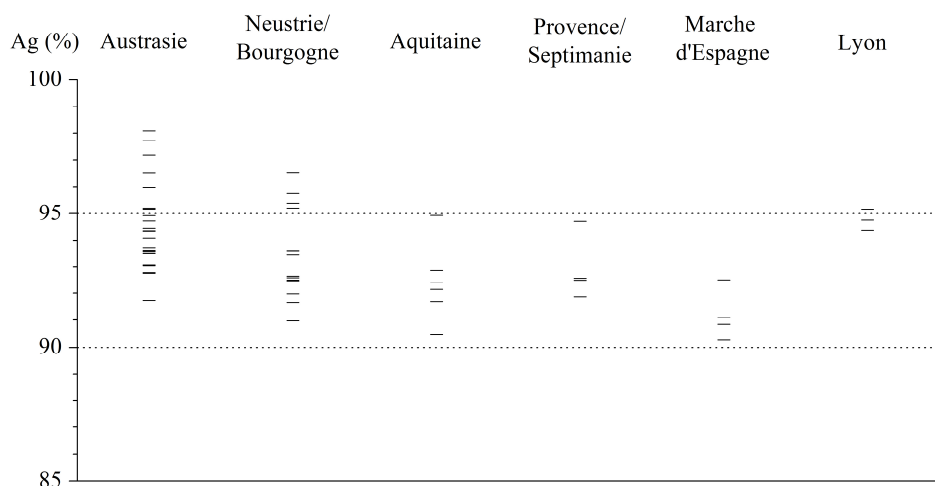 Ag (%)
Austrasie
Neustrie/
Bourgogne
Aquitaine
Provence/
Septimanie
Marche
d'Espagne
Lyon
100
95
90
85